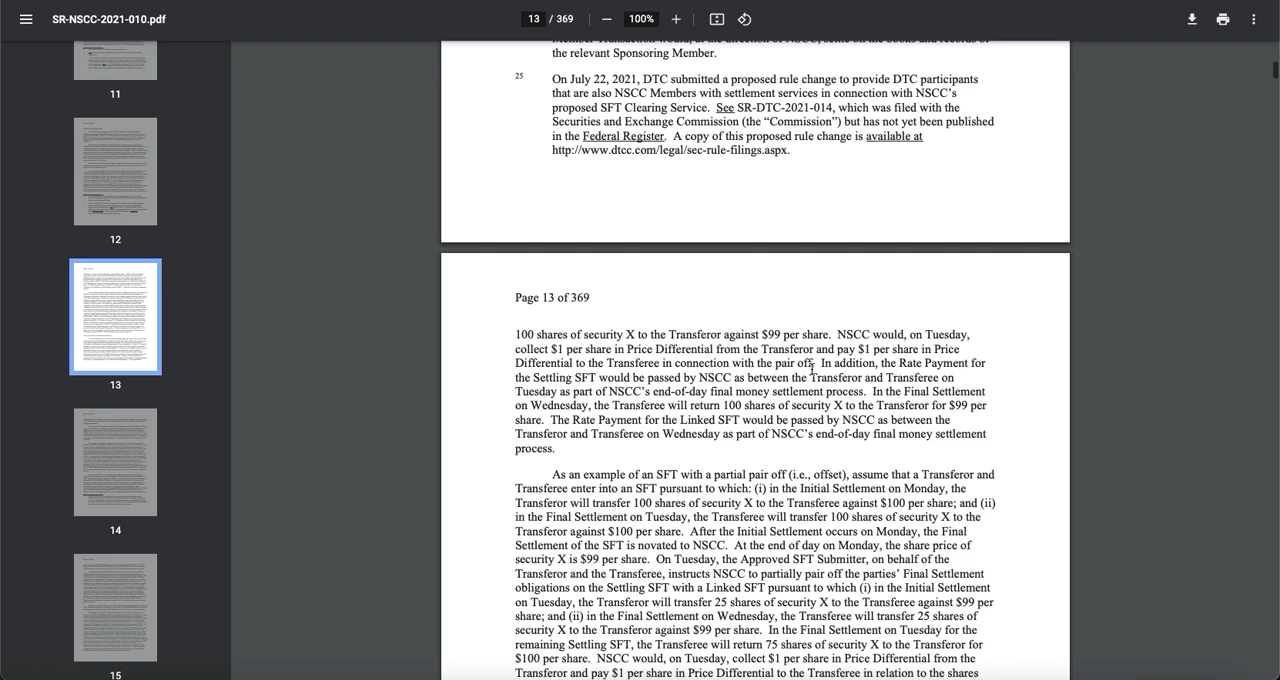 SR-NSCC-2021-010.pdf
13 / 369
100%
11
12
13
14
15
the relevant Sponsoring Member.
25 On July 22, 2021, DTC submitted a proposed rule change to provide DTC participants
that are also NSCC Members with settlement services in connection with NSCC's
proposed SFT Clearing Service. See SR-DTC-2021-014, which was filed with the
Securities and Exchange Commission (the “Commission”) but has not yet been published
in the Federal Register. A copy of this proposed rule change is available at
http://www.dtcc.com/legal/sec-rule-filings.aspx.
Page 13 of 369
100 shares of security X to the Transferor against $99 per share. NSCC would, on Tuesday,
collect $1 per share in Price Differential from the Transferor and pay $1 per share in Price
Differential to the Transferee in connection with the pair off. In addition, the Rate Payment for
the Settling SFT would be passed by NSCC as between the Transferor and Transferee on
Tuesday as part of NSCC's end-of-day final money settlement process. In the Final Settlement
on Wednesday, the Transferee will return 100 shares of security X to the Transferor for $99 per
share. The Rate Payment for the Linked SFT would be passed by NSCC as between the
Transferor and Transferee on Wednesday as part of NSCC's end-of-day final money settlement
process.
As an example of an SFT with a partial pair off (i.e., offset), assume that a Transferor and
Transferee enter into an SFT pursuant to which: (i) in the Initial Settlement on Monday, the
Transferor will transfer 100 shares of security X to the Transferee against $100 per share; and (ii)
in the Final Settlement on Tuesday, the Transferee will transfer 100 shares of security X to the
Transferor against $100 per share. After the Initial Settlement occurs on Monday, the Final
Settlement of the SFT is novated to NSCC. At the end of day on Monday, the share price of
security X is $99 per share. On Tuesday, the Approved SFT Submitter, on behalf of the
Transferor and the Transferee, instructs NSCC to partially pair off the parties' Final Settlement
obligations on the Settling SFT with a Linked SFT pursuant to which (i) in the Initial Settlement
on Tuesday, the Transferor will transfer 25 shares of security X to the Transferee against $99 per
share; and (ii) in the Final Settlement on Wednesday, the Transferee will transfer 25 shares of
security X to the Transferor against $99 per share. In the Final Settlement on Tuesday for the
remaining Settling SFT, the Transferee will return 75 shares of security X to the Transferor for
$100 per share. NSCC would, on Tuesday, collect $1 per share in Price Differential from the
Transferor and pay $1 per share in Price Differential to the Transferee in relation to the shares